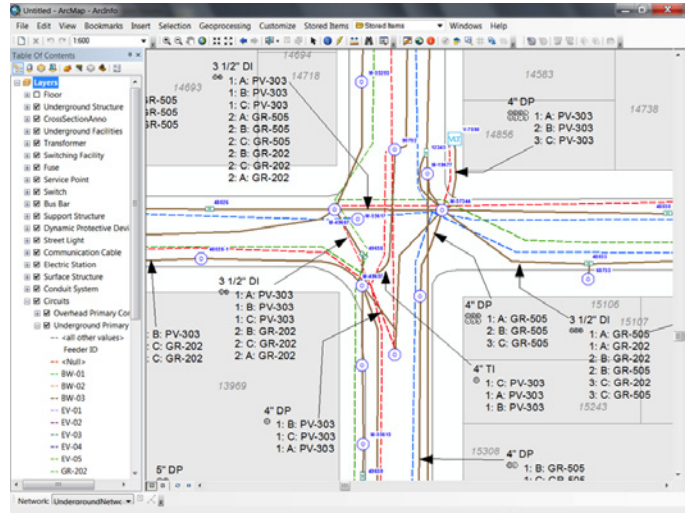 Untitled - ArcMap - ArcInfo
File Edit View Bookmarks Insert Selection Geoprocessing Customize Stored Items Stored Items Windows Help
1:600
Table Of Contents
Layers
Floor
Underground Structure
CrossSectionAnno
Underground Facilities
Transformer
Switching Facility
Fuse
Service Point
Switch
Bus Bar
Support Structure
Dynamic Protective Devi
Street Light
Communication Cable
Electric Station
Surface Structure
Conduit System
Circuits
Overhead Primary Cor
Underground Primary
<all other values>
Feeder ID
<Null>
BW-01
BW-02
BW-03
EV-01
EV-02
EV-03
EV-04
EV-05
GR-202
Network: UndergroundNetwc
14694
14693
14718
GR-505
GR-505
GR-505
3 1/2" DI
1: A: PV-303
1: B: PV-303
1: C: PV-303
2: A: GR-505
2: B: GR-505
2: C: GR-505
2: C: GR-202
2: B: GR-202
2: A: GR-202
14583
14738
14856
4" DP
1: A: PV-303
2: B: PV-303
3: C: PV-303
VLT
3 1/2" DI
1: A: PV-303
1: B: PV-303
1: C: PV-303
2: B: GR-202
2: C: GR-202
2: A: GR-202
: B: PV-303
: C: GR-202
: C: GR-202
13969
4" DP
1: A: GR-505
2: B: GR-505
3: C: GR-505
15106
3 1/2" DI
15107
1: A: GR-505
1: A: GR-202
2: B: GR-505
2: B: GR-202
3: C: GR-202
3: C: GR-505
15243
4" TI
1: C: PV-303
1: A: PV-303
1: B: PV-303
4" DP
1: B: PV-303
1: C: PV-303
1: A: PV-303
5" DP
15308
4" DP
1: B: GR-505
1: C: GR-505